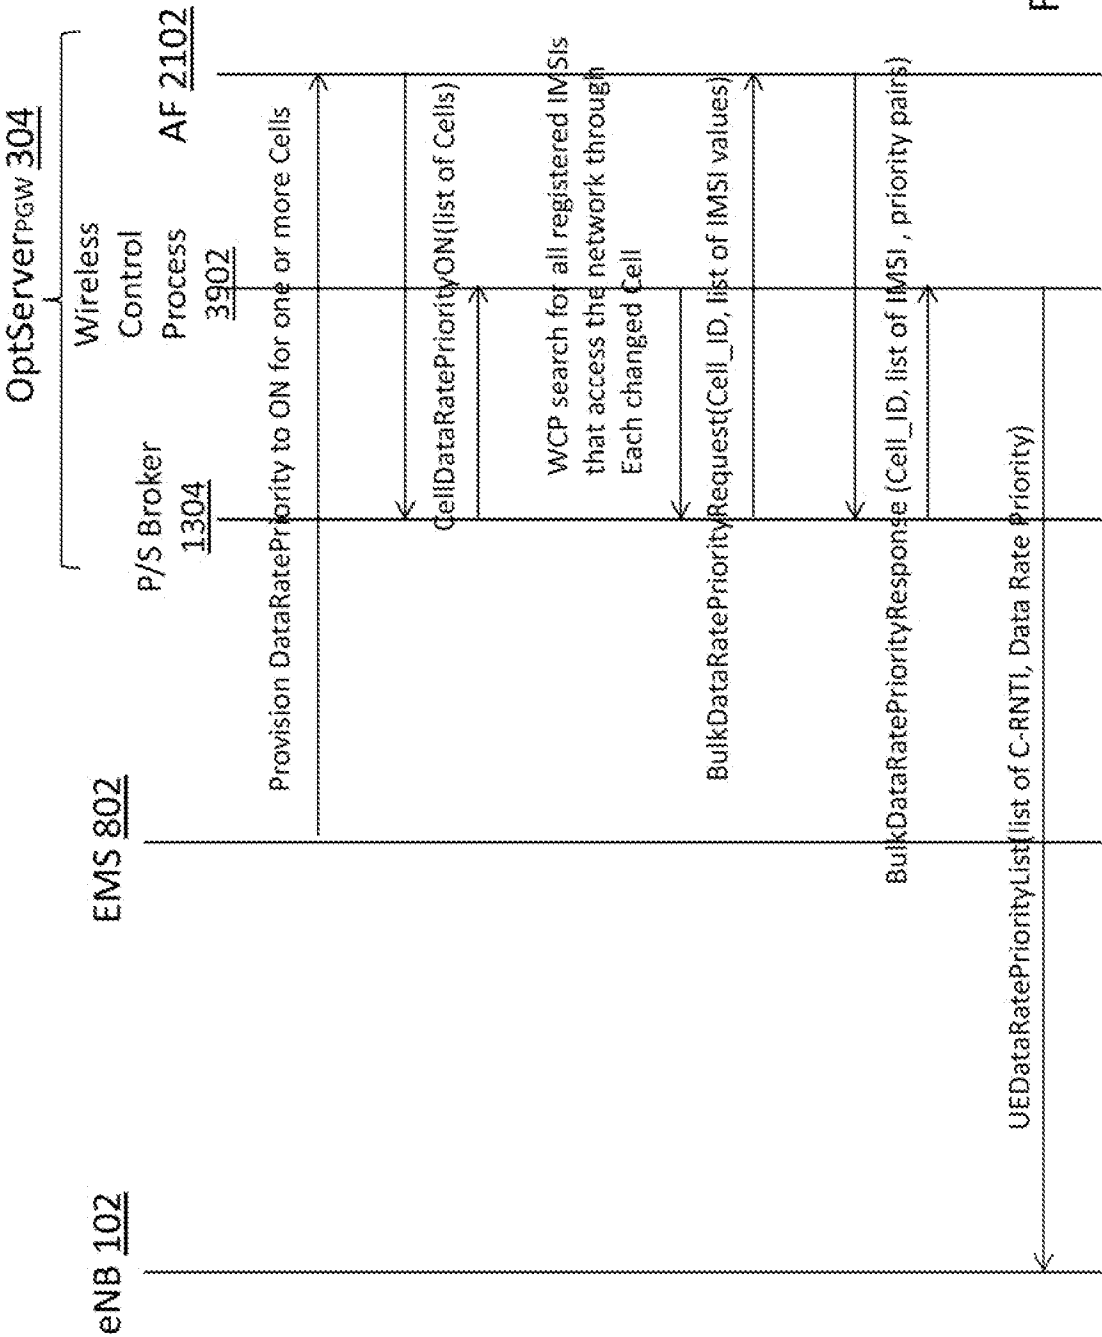 OptServerPGW 304
eNB 102
EMS 802
P/S Broker
1304
Wireless
Control
Process
3902
AF 2102
Provision DataRatePriority to ON for one or more Cells
CellDataRatePriorityON(list of Cells)
WCP search for all registered IMSIs
that access the network through
Each changed Cell
BulkDataRatePriorityRequest(Cell_ID, list of IMSI values)
BulkDataRatePriorityResponse (Cell_ID, list of IMSI , priority pairs)
UEDataRatePriorityList(list of C-RNTI, Data Rate Priority)